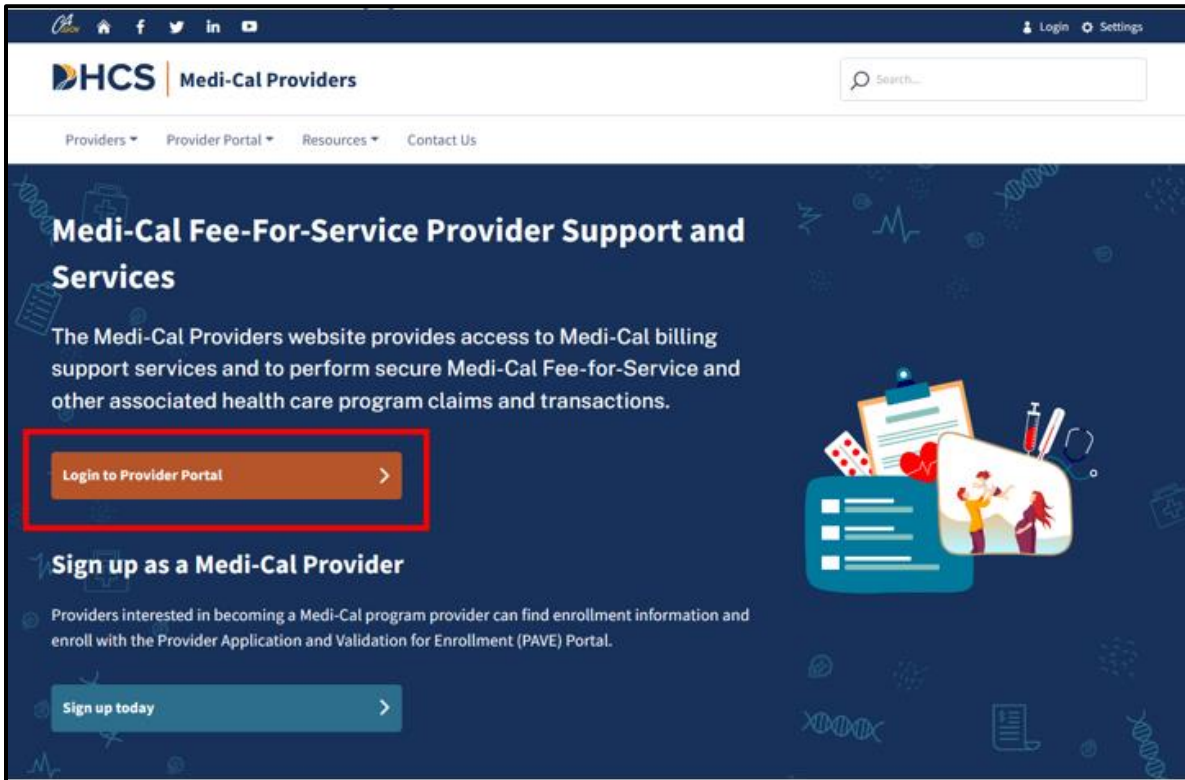 CA.GOV
Login Settings
DHCS | Medi-Cal Providers
Search...
Providers Provider Portal Resources Contact Us
Medi-Cal Fee-For-Service Provider Support and
Services
The Medi-Cal Providers website provides access to Medi-Cal billing
support services and to perform secure Medi-Cal Fee-for-Service and
other associated health care program claims and transactions.
Login to Provider Portal
Sign up as a Medi-Cal Provider
Providers interested in becoming a Medi-Cal program provider can find enrollment information and
enroll with the Provider Application and Validation for Enrollment (PAVE) Portal.
Sign up today